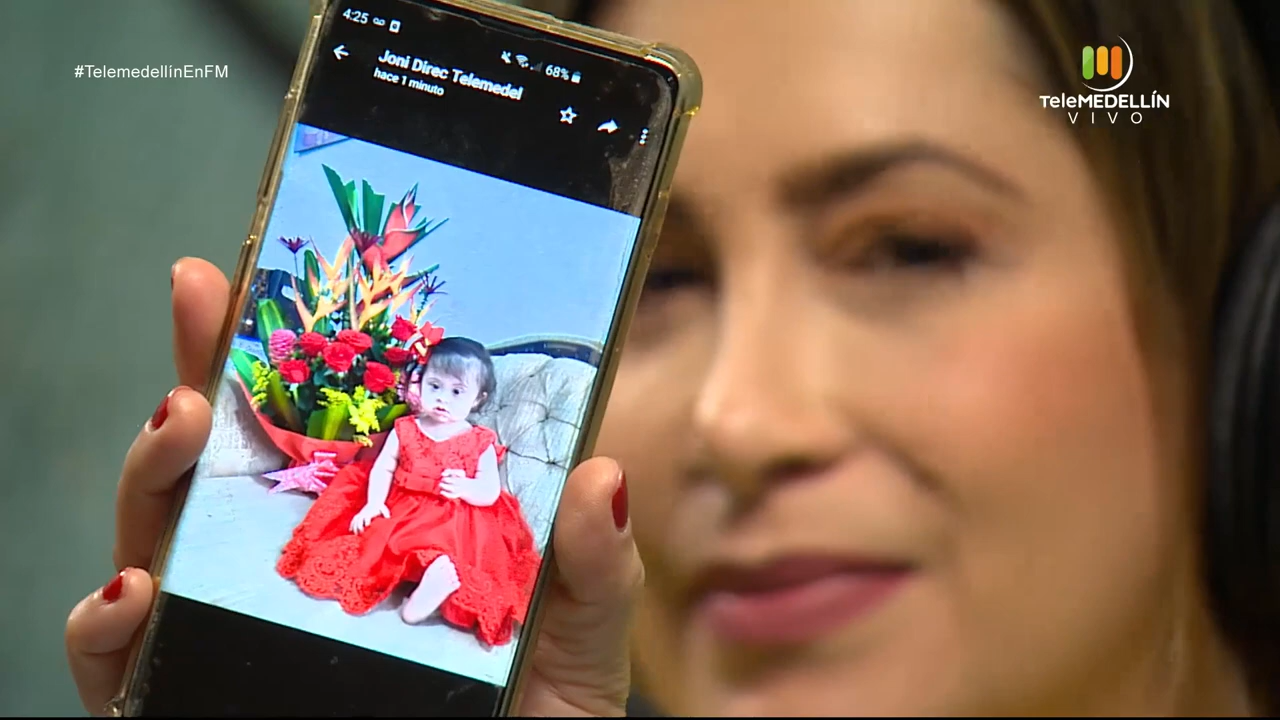 #TelemedellínEnFM
4:25
68%
Joni Direc Telemedel
hace 1 minuto
TeleMEDELLÍN
VIVO